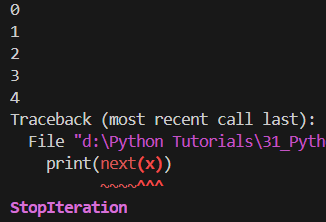 0
1
2
3
4
Traceback (most recent call last):
File "d:\Python Tutorials\31_Pyth
print(next(x))
~~~~^^^
StopIteration